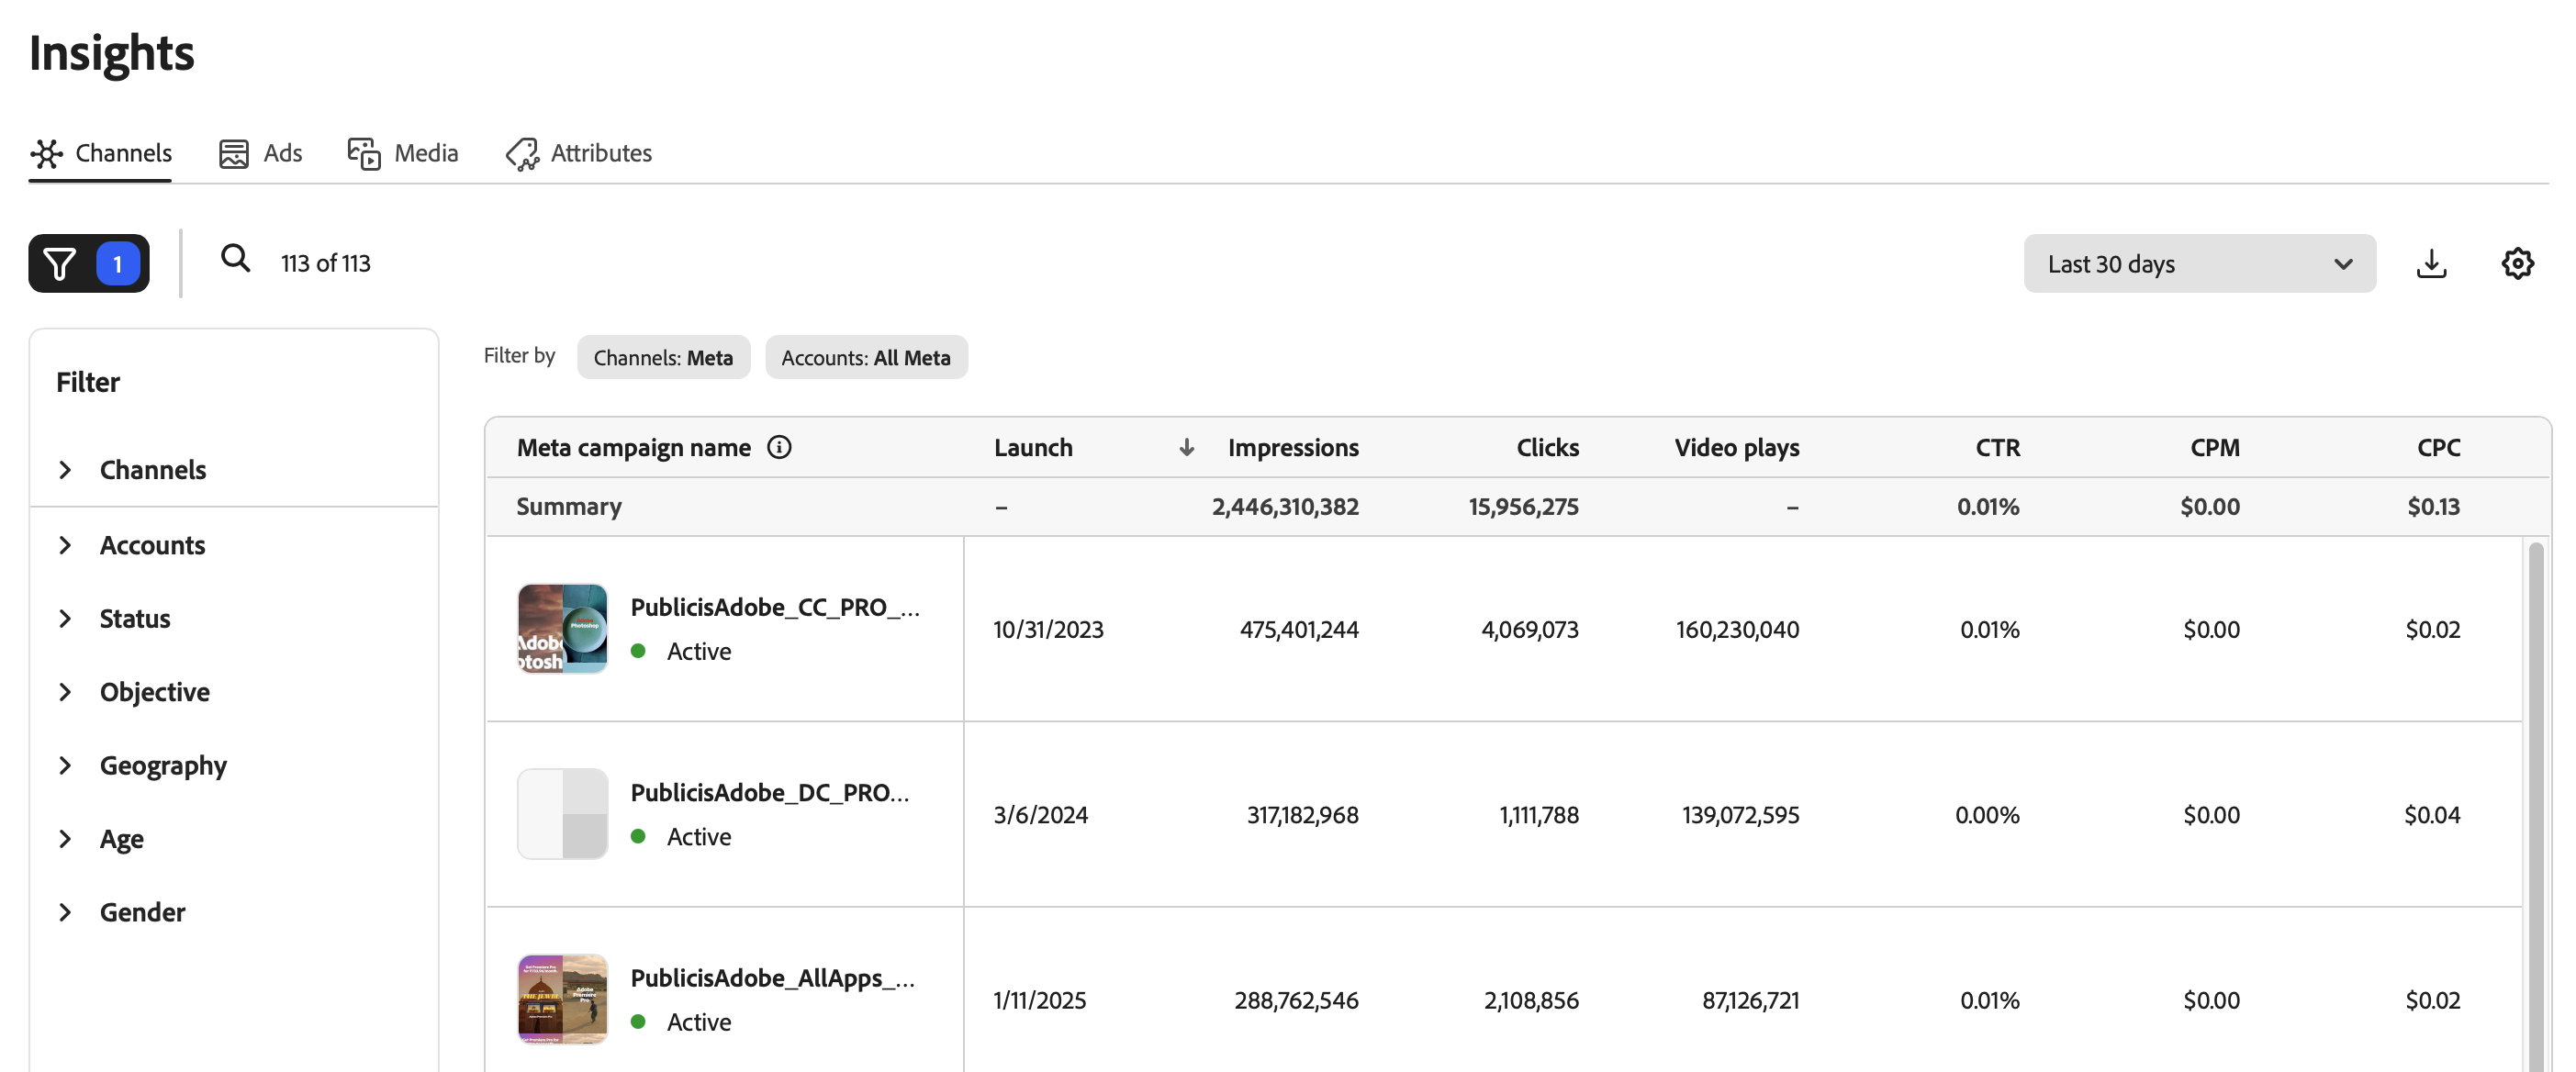 Insights
Channels Ads Media Attributes
1 113 of 113 Last 30 days
Filter by Channels: Meta Accounts: All Meta
Filter
Channels
Accounts
Status
Objective
Geography
Age
Gender
Meta campaign name Launch Impressions Clicks Video plays CTR CPM CPC
Summary – 2,446,310,382 15,956,275 – 0.01% $0.00 $0.13
PublicisAdobe_CC_PRO_...
Active
10/31/2023 475,401,244 4,069,073 160,230,040 0.01% $0.00 $0.02
PublicisAdobe_DC_PRO...
Active
3/6/2024 317,182,968 1,111,788 139,072,595 0.00% $0.00 $0.04
PublicisAdobe_AllApps_...
Active
1/11/2025 288,762,546 2,108,856 87,126,721 0.01% $0.00 $0.02